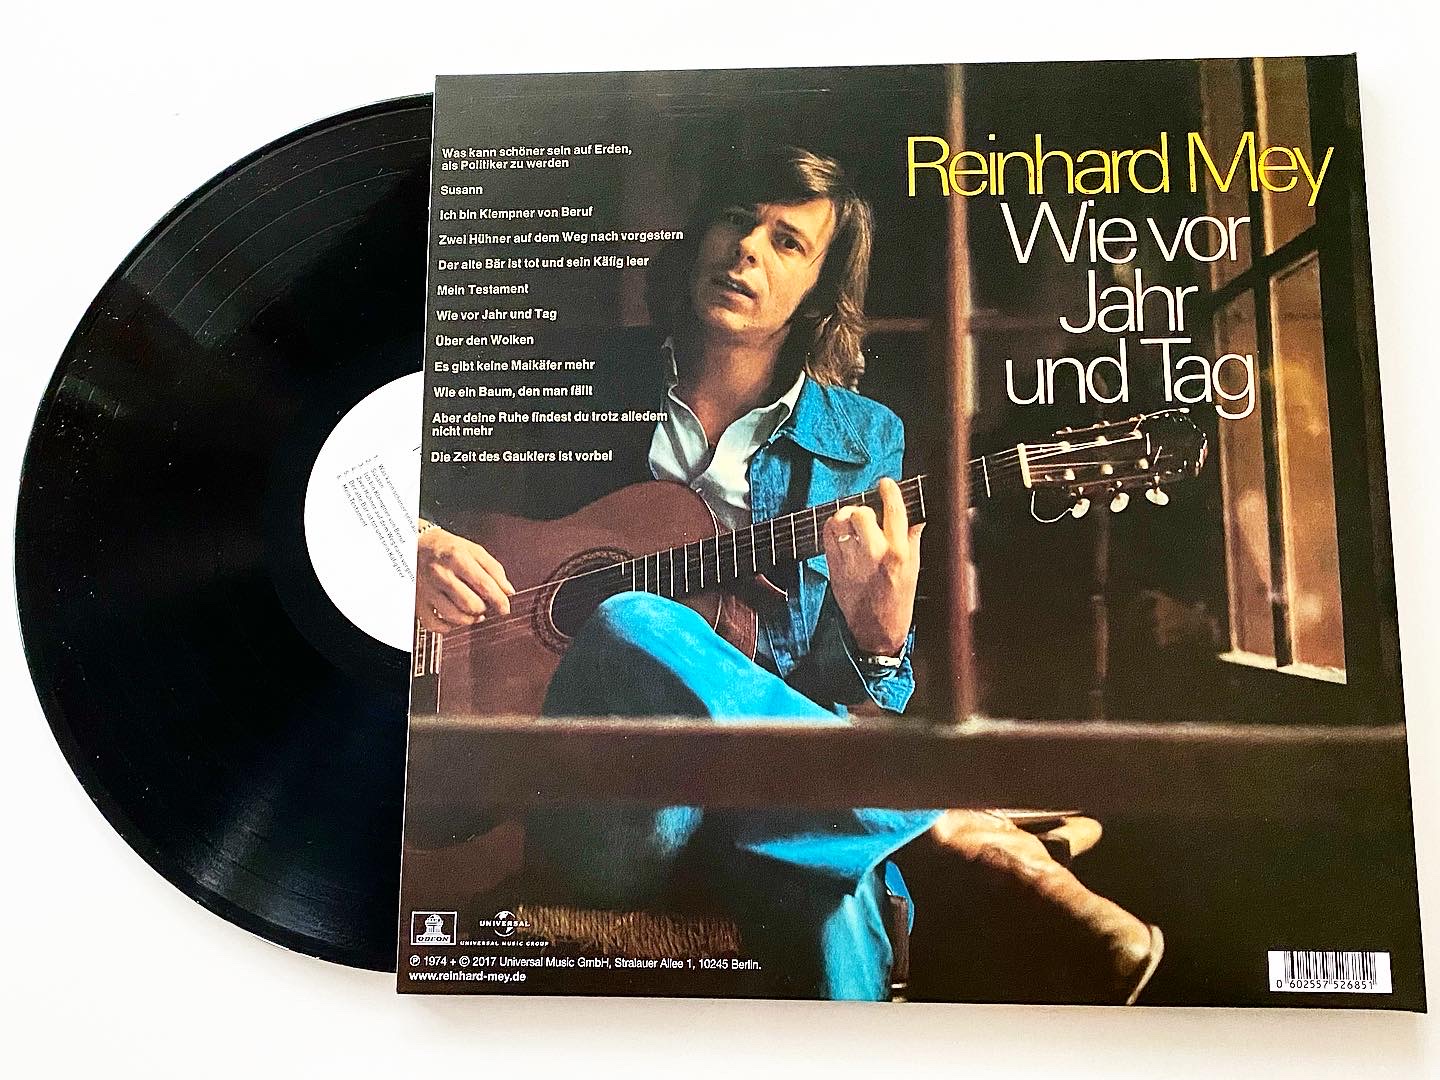 Was kann schöner sein auf Erden,
als Politiker zu werden
Susann
Ich bin Klempner von Beruf
Zwei Hühner auf dem Weg nach vorgestern
Der alte Bär ist tot und sein Käfig leer
Mein Testament
Wie vor Jahr und Tag
Über den Wolken
Es gibt keine Maikäfer mehr
Wie ein Baum, den man fällt
Aber deine Ruhe findest du trotz alledem
nicht mehr
Die Zeit des Gauklers ist vorbei
Reinhard Mey
Wie vor
Jahr
und Tag
ODEON
UNIVERSAL
UNIVERSAL MUSIC GROUP
℗ 1974 + © 2017 Universal Music GmbH, Stralauer Allee 1, 10245 Berlin.
www.reinhard-mey.de
0 602557 526851